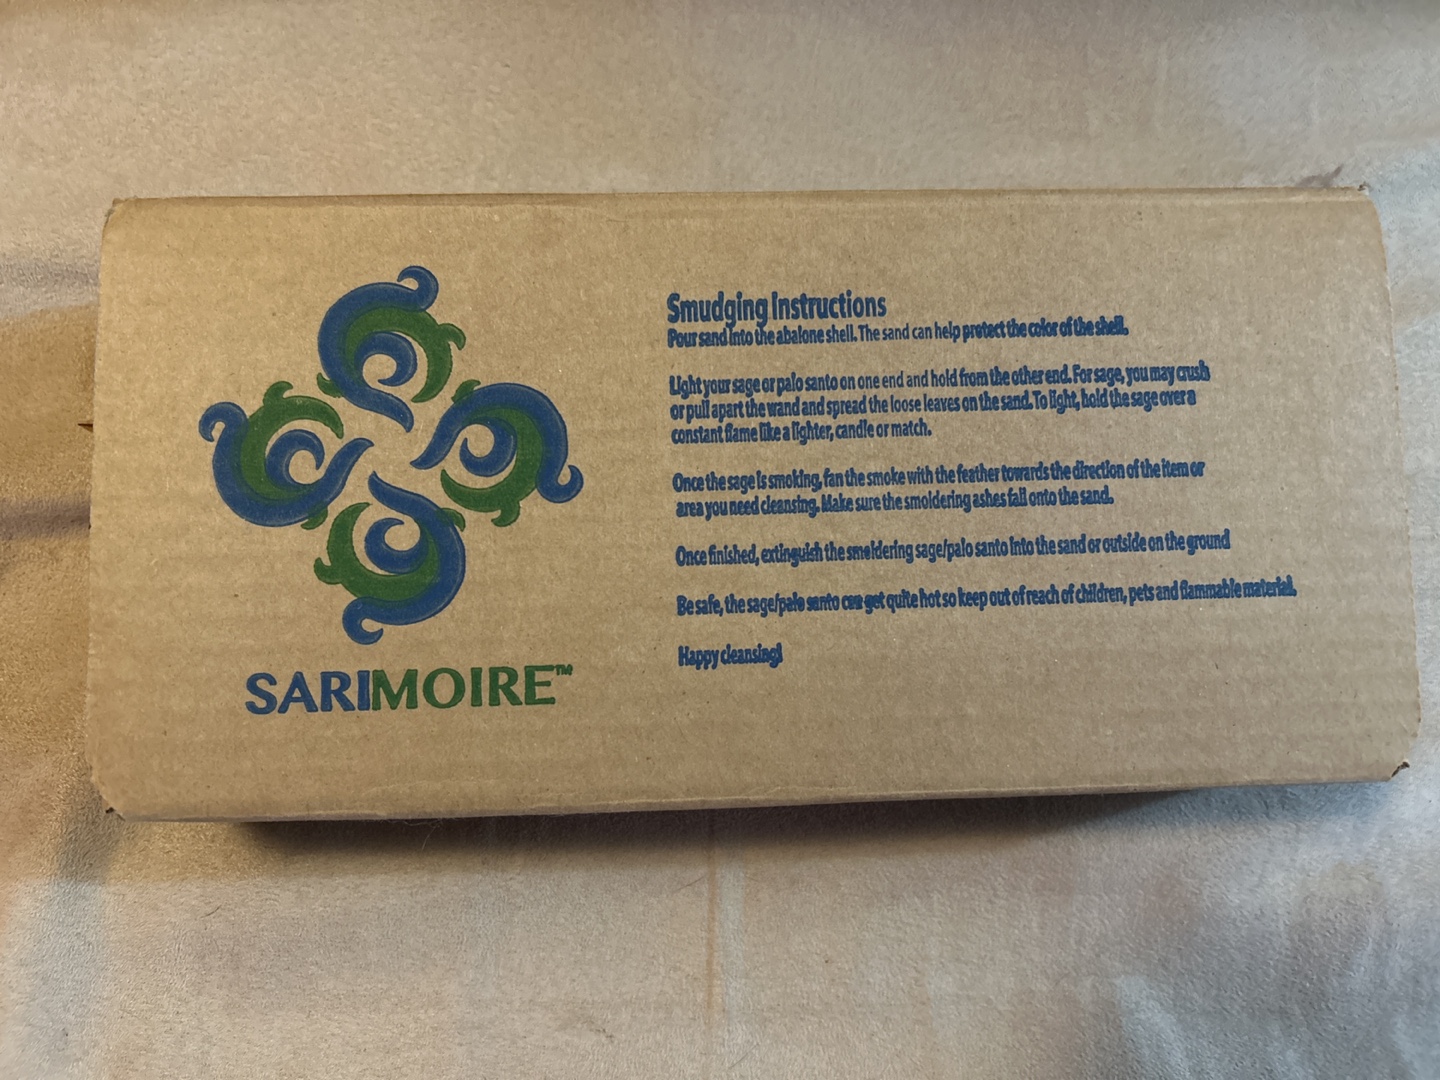 SARIMOIRE™
Smudging Instructions
Pour sand into the abalone shell. The sand can help protect the color of the shell.
Light your sage or palo santo on one end and hold from the other end. For sage, you may crush
or pull apart the wand and spread the loose leaves on the sand. To light, hold the sage over a
constant flame like a lighter, candle or match.
Once the sage is smoking, fan the smoke with the feather towards the direction of the item or
area you need cleansing. Make sure the smoldering ashes fall onto the sand.
Once finished, extinguish the smoldering sage/palo santo into the sand or outside on the ground
Be safe, the sage/palo santo can get quite hot so keep out of reach of children, pets and flammable material.
Happy cleansing!